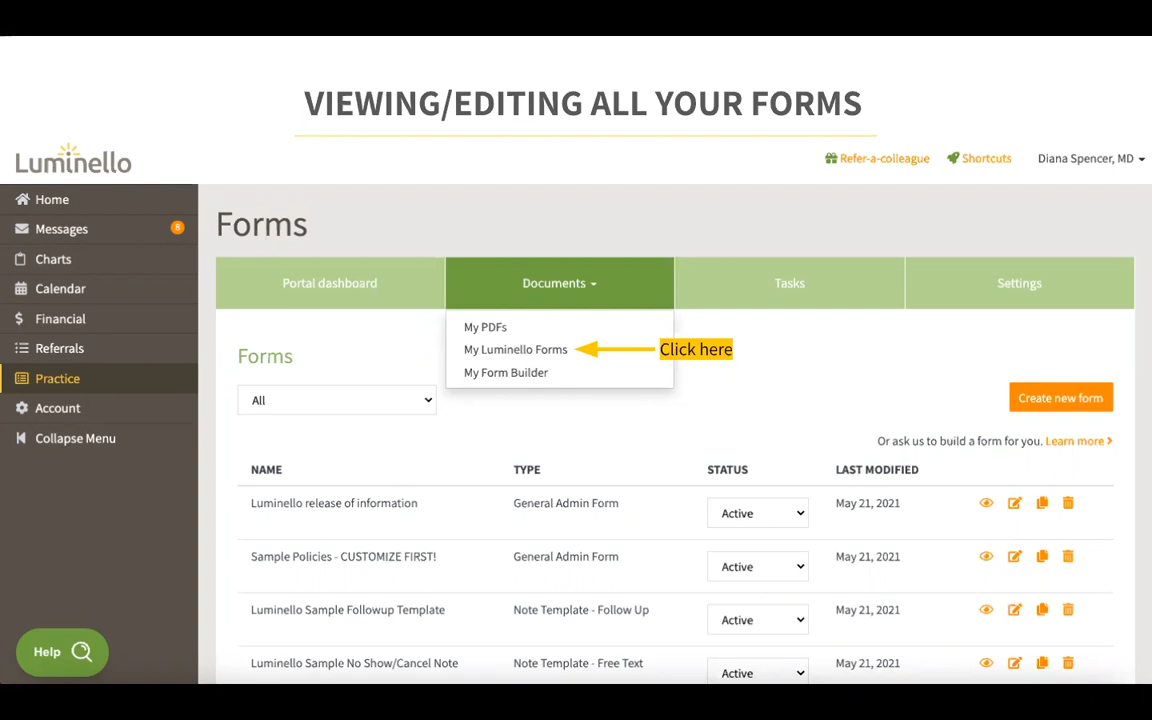 VIEWING/EDITING ALL YOUR FORMS
Luminello
Refer-a-colleague
Shortcuts
Diana Spencer, MD
Home
Messages
8
Charts
Calendar
Financial
Referrals
Practice
Account
Collapse Menu
Help
Forms
Portal dashboard
Documents
Tasks
Settings
My PDFs
My Luminello Forms
Click here
My Form Builder
Forms
All
Create new form
Or ask us to build a form for you. Learn more
NAME TYPE STATUS LAST MODIFIED
Luminello release of information General Admin Form Active May 21, 2021
Sample Policies - CUSTOMIZE FIRST! General Admin Form Active May 21, 2021
Luminello Sample Followup Template Note Template - Follow Up Active May 21, 2021
Luminello Sample No Show/Cancel Note Note Template - Free Text Active May 21, 2021